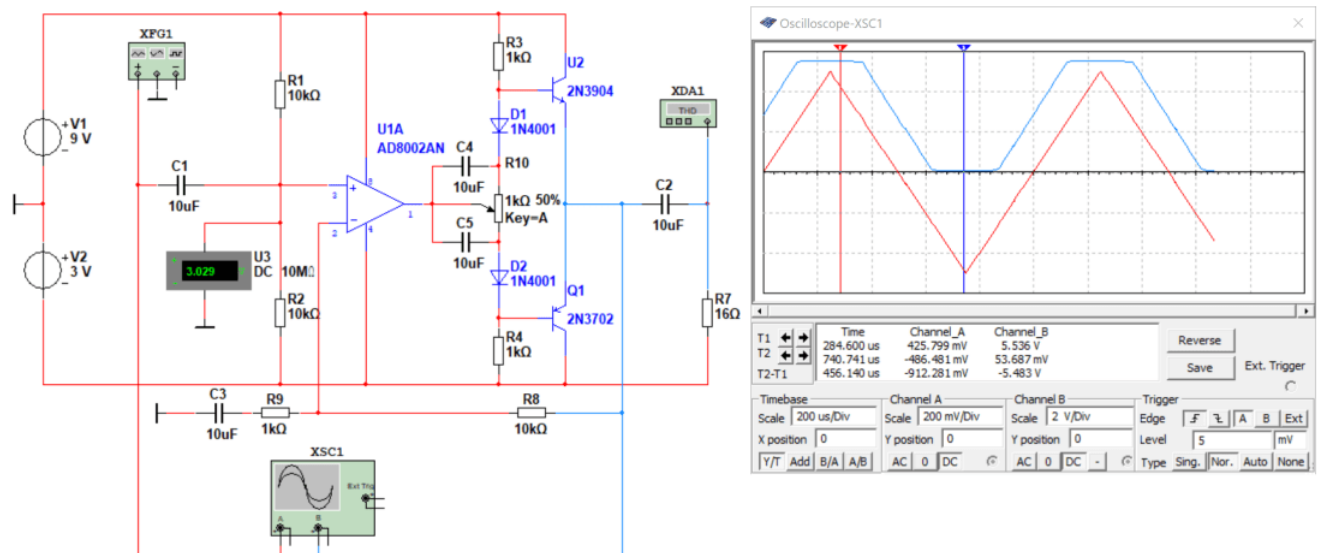 XFG1
V1
9 V
V2
3 V
C1
10uF
R1
10kΩ
U3
3.029
DC 10MΩ
R2
10kΩ
U1A
AD8002AN
3
2
8
4
1
C4
10uF
C5
10uF
R3
1kΩ
D1
1N4001
R10
1kΩ 50%
Key=A
D2
1N4001
R4
1kΩ
U2
2N3904
Q1
2N3702
XDA1
THD
C2
10uF
R7
16Ω
C3
10uF
R9
1kΩ
R8
10kΩ
XSC1
Ext Trig
A
B
Oscilloscope-XSC1
Time Channel_A Channel_B
T1 284.600 us 425.799 mV 5.536 V
T2 740.741 us -486.481 mV 53.687 mV
T2-T1 456.140 us -912.281 mV -5.483 V
Reverse
Save
Ext. Trigger
Timebase
Scale 200 us/Div
X position 0
Y/T Add B/A A/B
Channel A
Scale 200 mV/Div
Y position 0
AC 0 DC
Channel B
Scale 2 V/Div
Y position 0
AC 0 DC -
Trigger
Edge A B Ext
Level 5 mV
Type Sing. Nor. Auto None